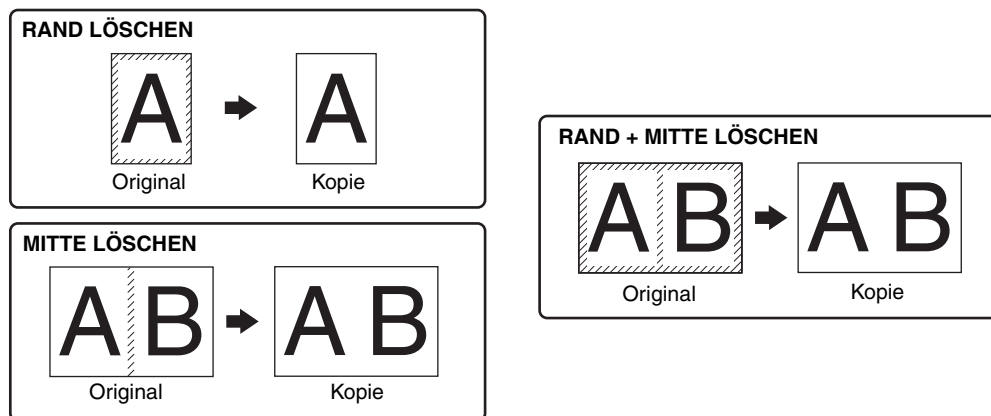 RAND LÖSCHEN
A A
Original Kopie
MITTE LÖSCHEN
A B A B
Original Kopie
RAND + MITTE LÖSCHEN
A B A B
Original Kopie